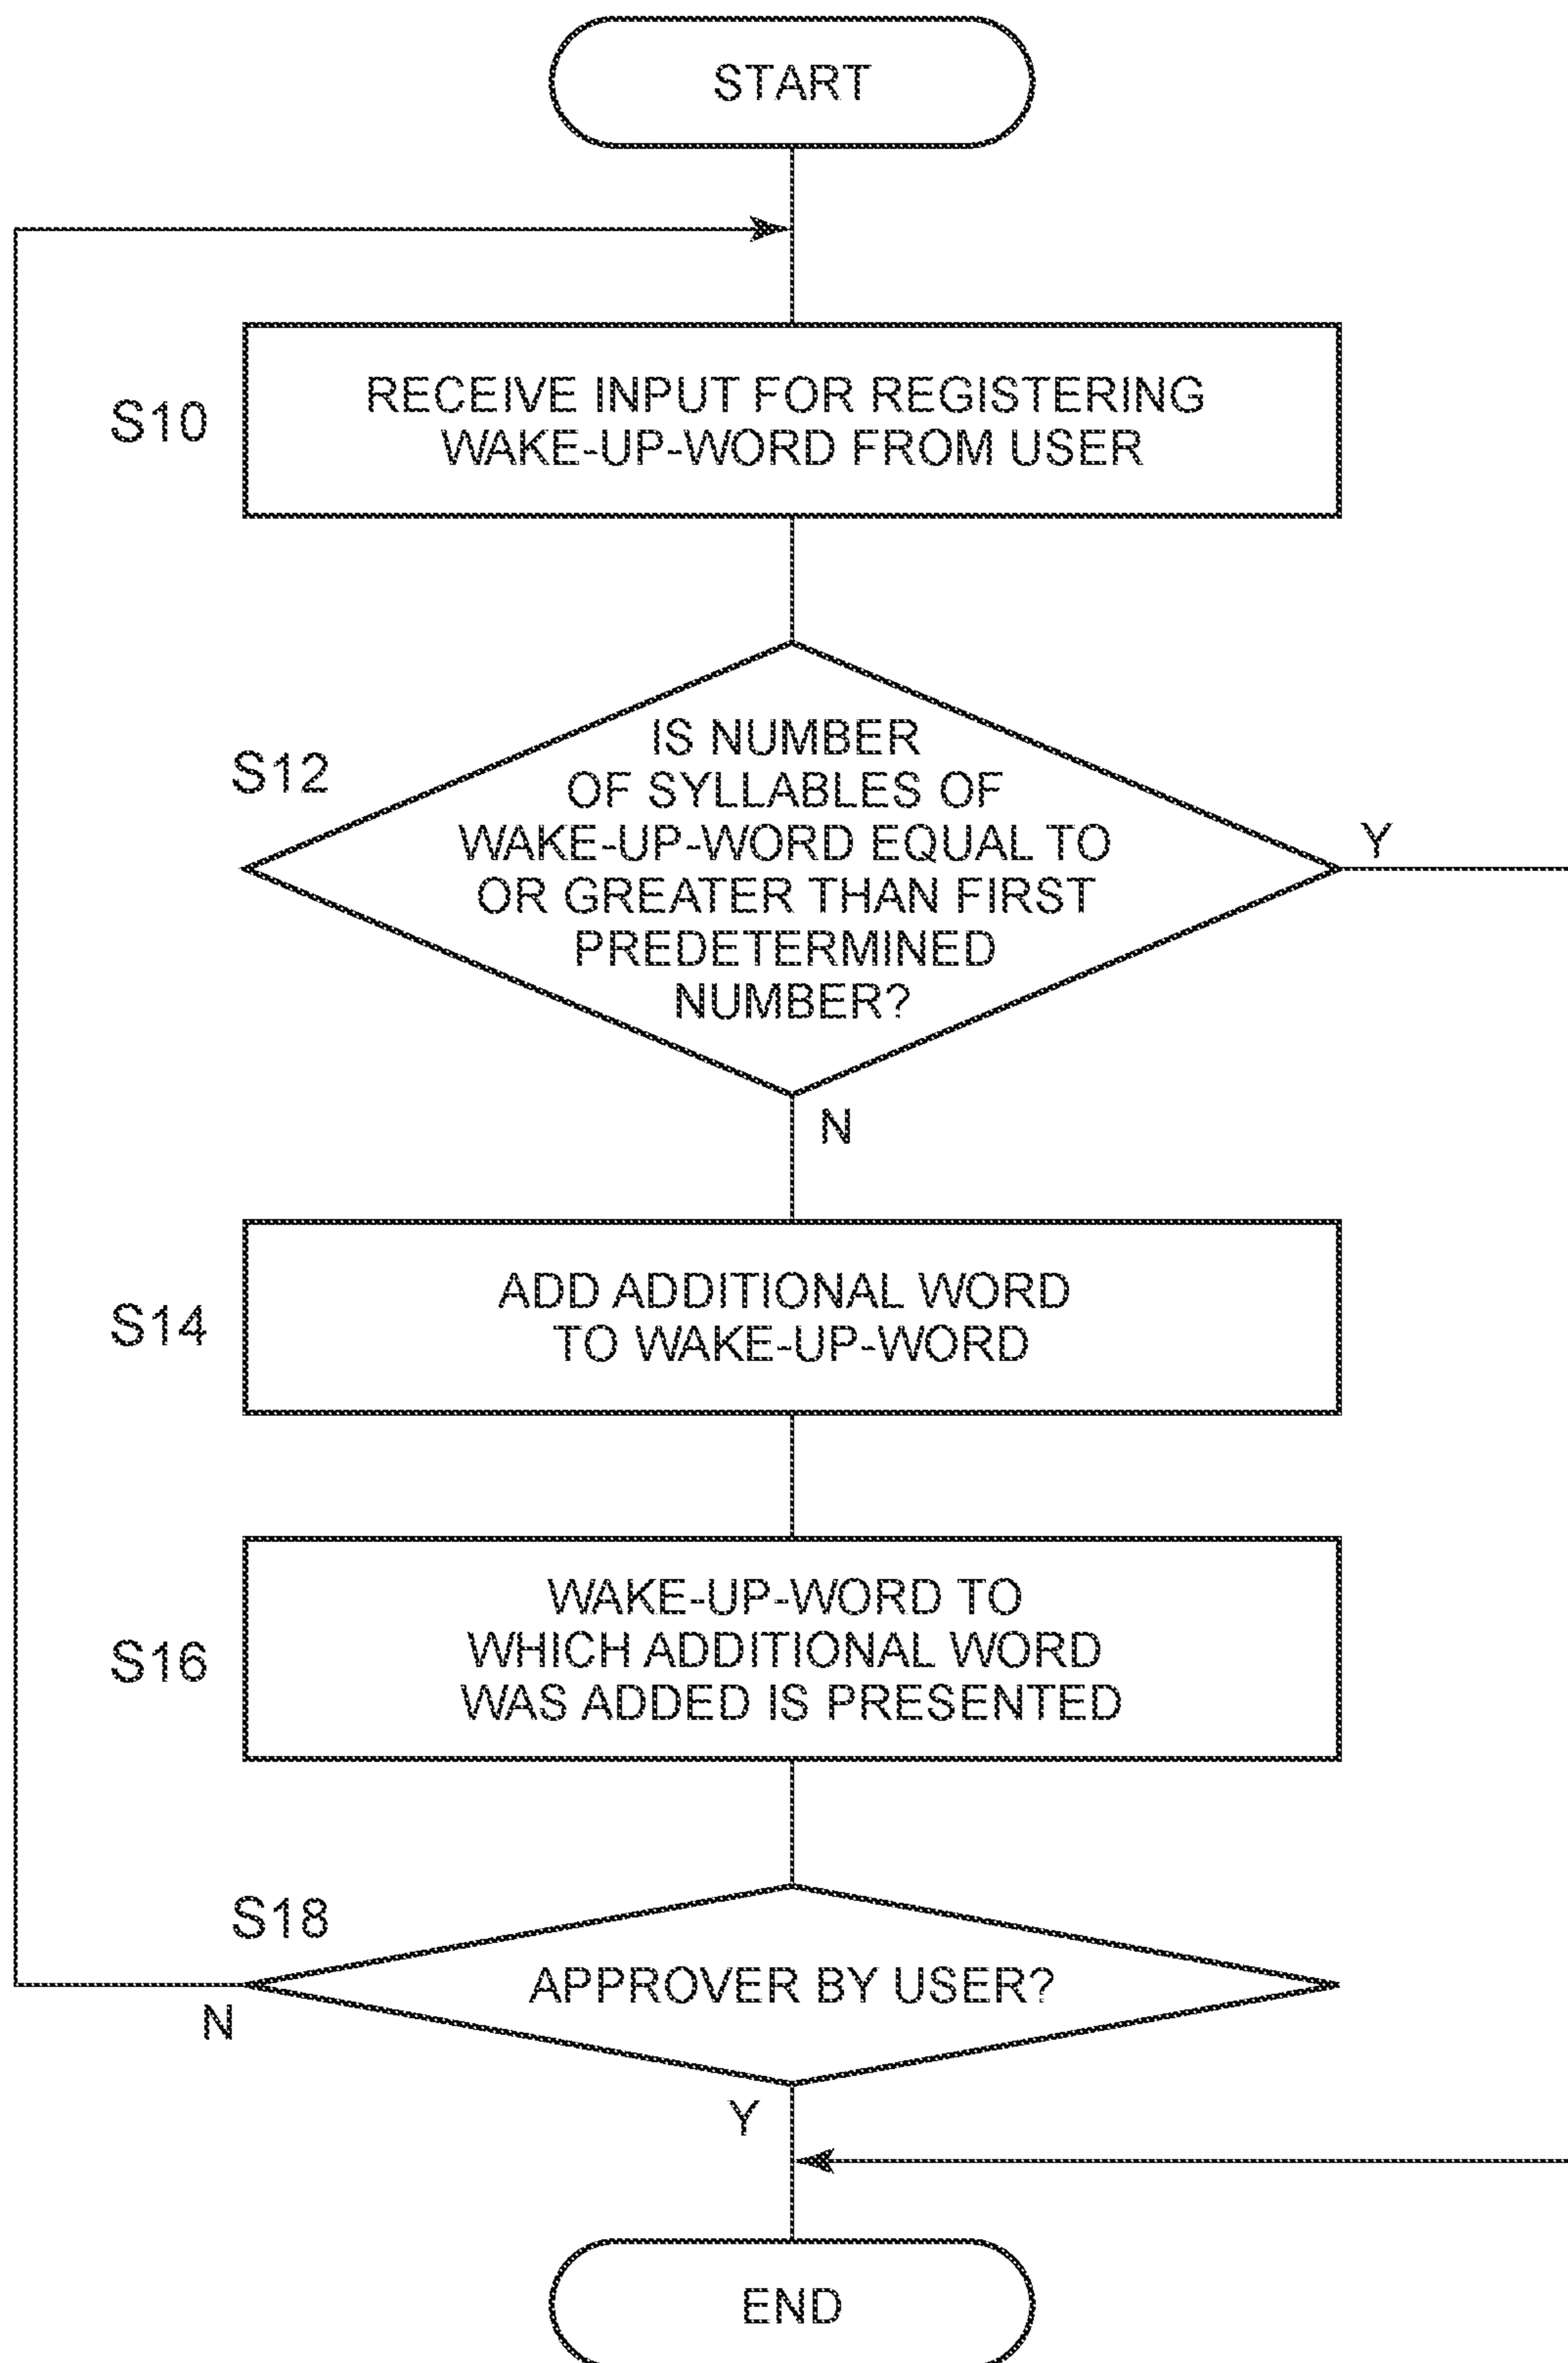 START
S10
RECEIVE INPUT FOR REGISTERING
WAKE-UP-WORD FROM USER
S12
IS NUMBER
OF SYLLABLES OF
WAKE-UP-WORD EQUAL TO
OR GREATER THAN FIRST
PREDETERMINED
NUMBER?
Y
N
S14
ADD ADDITIONAL WORD
TO WAKE-UP-WORD
S16
WAKE-UP-WORD TO
WHICH ADDITIONAL WORD
WAS ADDED IS PRESENTED
S18
APPROVER BY USER?
N
Y
END